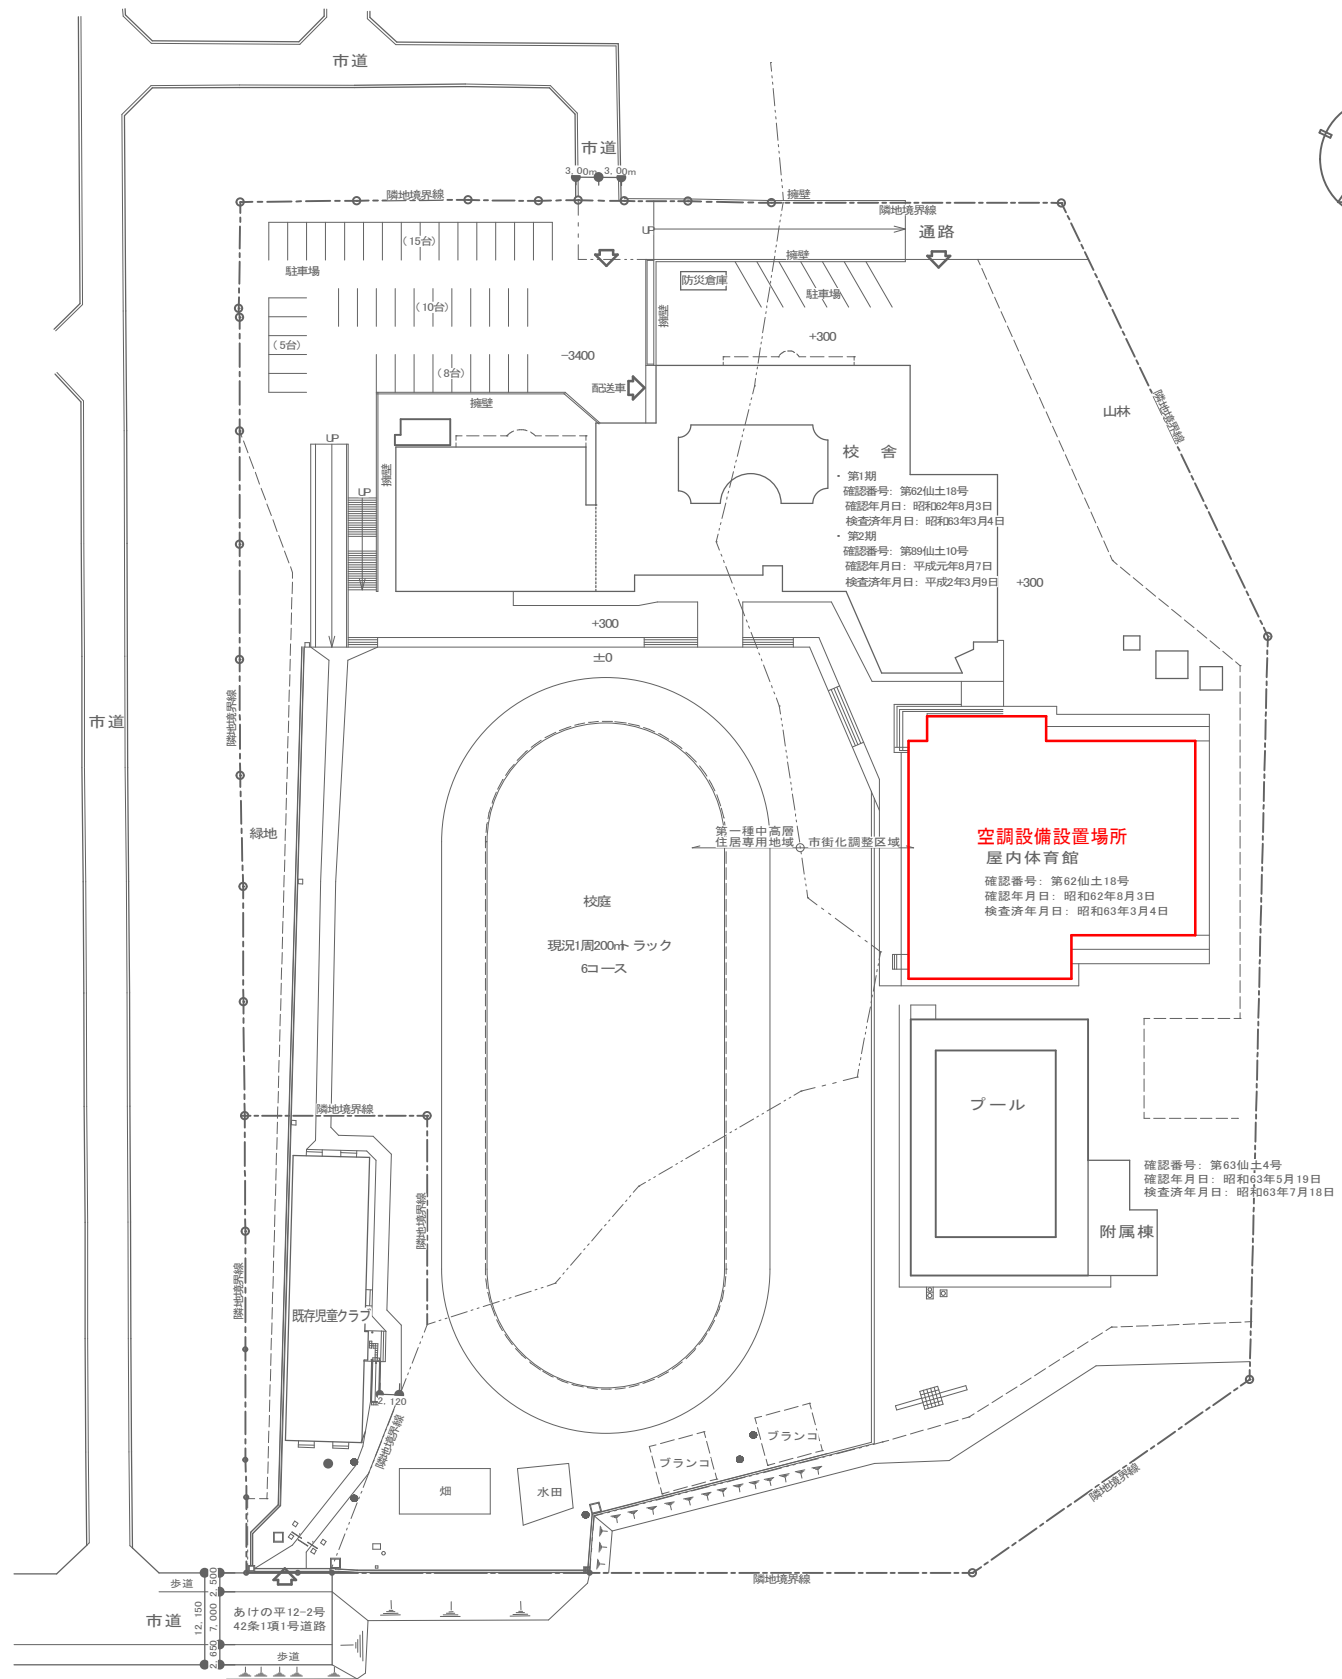 市道
市道
3,00m 3,00m
隣地境界線
擁壁
隣地境界線
UP
通路
(15台)
擁壁
駐車場
防災倉庫
駐車場
(10台)
擁壁
+300
(5台)
-3400
(8台)
配送車
擁壁
山林
隣地境界線
UP
校 舎
擁壁
UP
・第1期
確認番号:第62仙土18号
確認年月日:昭和62年8月3日
検査済年月日:昭和63年3月4日
・第2期
確認番号:第89仙土10号
確認年月日:平成元年8月7日
検査済年月日:平成2年3月9日
+300
+300
±0
隣地境界線
市道
緑地
第一種中高層
住居専用地域
市街化調整区域
空調設備設置場所
屋内体育館
確認番号:第62仙土18号
確認年月日:昭和62年8月3日
検査済年月日:昭和63年3月4日
校庭
現況1周200mトラック
6コース
プール
隣地境界線
確認番号:第63仙土4号
確認年月日:昭和63年5月19日
検査済年月日:昭和63年7月18日
隣地境界線
附属棟
隣地境界線
既存児童クラブ
2,120
隣地境界線
ブランコ
ブランコ
畑
水田
隣地境界線
隣地境界線
歩道
2,500
市道
12,150
7,000
あけの平12-2号
42条1項1号道路
2,650
歩道